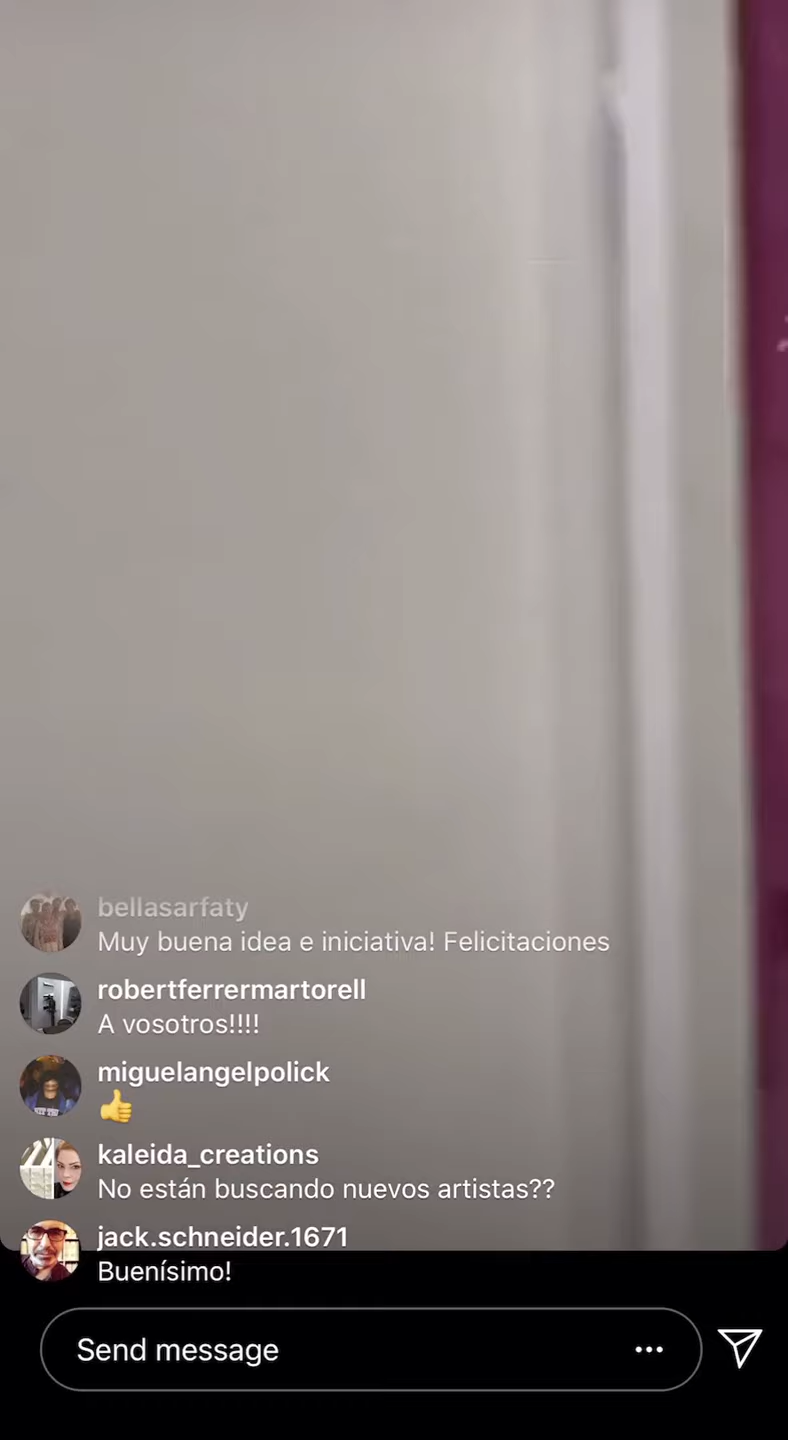 bellasarfaty
Muy buena idea e iniciativa! Felicitaciones
robertferrermartorell
A vosotros!!!!
miguelangelpolick
👍
kaleida_creations
No están buscando nuevos artistas??
jack.schneider.1671
Buenísimo!
Send message